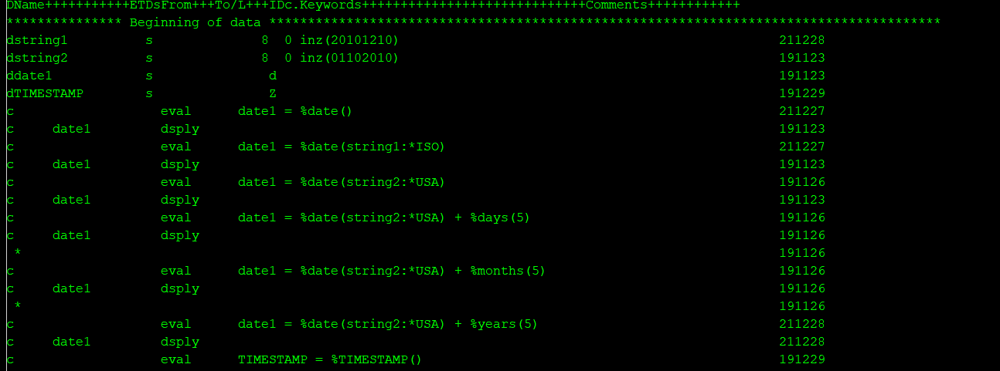 DName+++++++++++ETDsFrom+++To/L+++IDc.Keywords+++++++++++++++++++++++++++++Comments++++++++++++
*************** Beginning of data ***************************************************************************************
dstring1          s              8  0 inz(20101210)                                                 211228
dstring2          s              8  0 inz(01102010)                                                 191123
ddate1            s               d                                                                 191123
dTIMESTAMP        s               Z                                                                 191229
c                   eval      date1 = %date()                                                       211227
c     date1         dsply                                                                           191123
c                   eval      date1 = %date(string1:*ISO)                                           211227
c     date1         dsply                                                                           191123
c                   eval      date1 = %date(string2:*USA)                                           191126
c     date1         dsply                                                                           191123
c                   eval      date1 = %date(string2:*USA) + %days(5)                                191126
c     date1         dsply                                                                           191126
 *                                                                                                  191126
c                   eval      date1 = %date(string2:*USA) + %months(5)                              191126
c     date1         dsply                                                                           191126
 *                                                                                                  191126
c                   eval      date1 = %date(string2:*USA) + %years(5)                               211228
c     date1         dsply                                                                           211228
c                   eval      TIMESTAMP = %TIMESTAMP()                                              191229